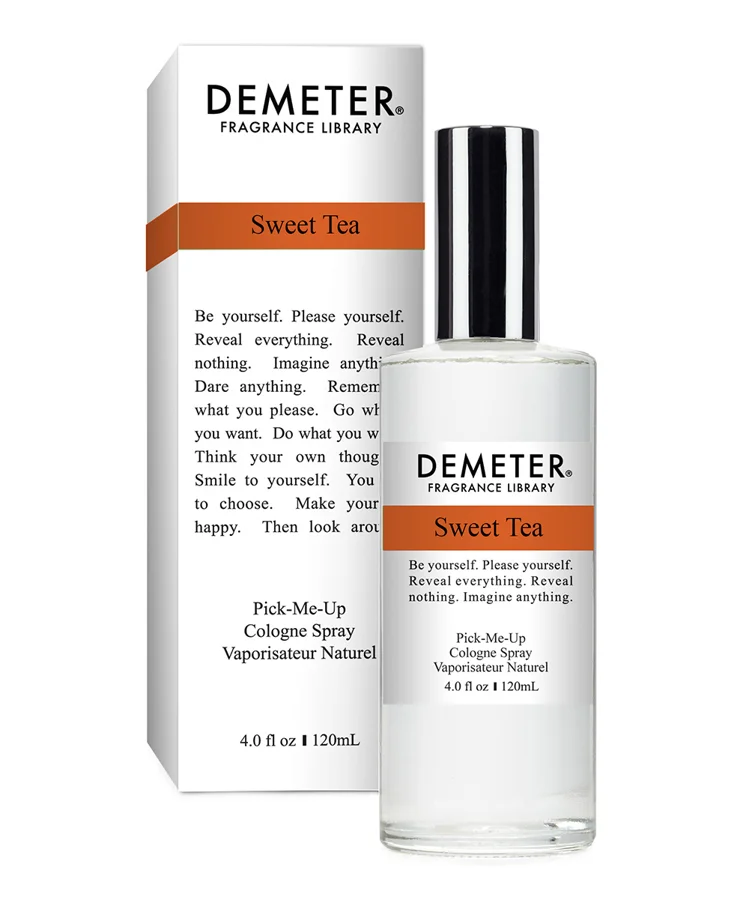 DEMETER®
FRAGRANCE LIBRARY
Sweet Tea
Be yourself. Please yourself.
Reveal everything. Reveal
nothing. Imagine
Dare anything.
what you please. Go
you want. Do what you
Think your own
Smile to yourself. You
to choose. Make your
happy. Then look
Pick-Me-Up
Cologne Spray
Vaporisateur Naturel
4.0 fl oz ▮ 120mL
DEMETER®
FRAGRANCE LIBRARY
Sweet Tea
Be yourself. Please yourself.
Reveal everything. Reveal
nothing. Imagine anything.
Pick-Me-Up
Cologne Spray
Vaporisateur Naturel
4.0 fl oz ▮ 120mL